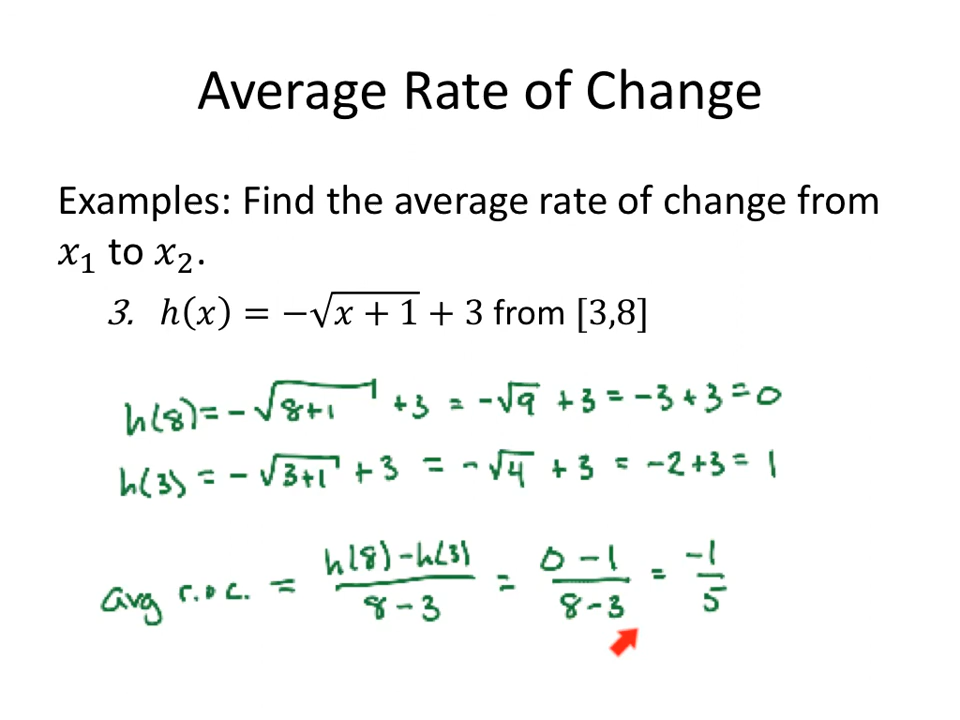 Average Rate of Change
Examples: Find the average rate of change from
x₁ to x₂.
3. h(x) = −√(x + 1) + 3 from [3,8]
h(8) = -√(8+1) + 3 = -√9 + 3 = -3 + 3 = 0
h(3) = -√(3+1) + 3 = -√4 + 3 = -2+3 = 1
avg r.o.c. = (h(8) - h(3))/(8 - 3) = (0 - 1)/(8 - 3) = -1/5